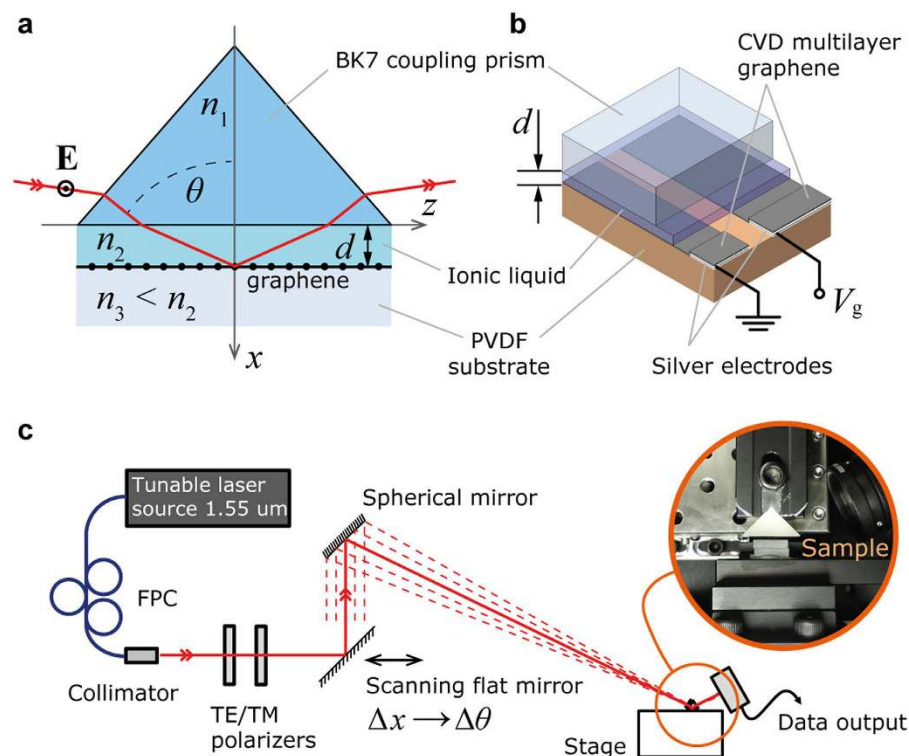 a
b
CVD multilayer
graphene
BK7 coupling prism
n₁
d
E
θ
z
n₂
d
graphene
Ionic liquid
n₃ < n₂
V_g
PVDF
substrate
x
Silver electrodes
c
Tunable laser
source 1.55 um
Spherical mirror
Sample
FPC
Collimator
Scanning flat mirror
TE/TM
polarizers
Δx → Δθ
Data output
Stage